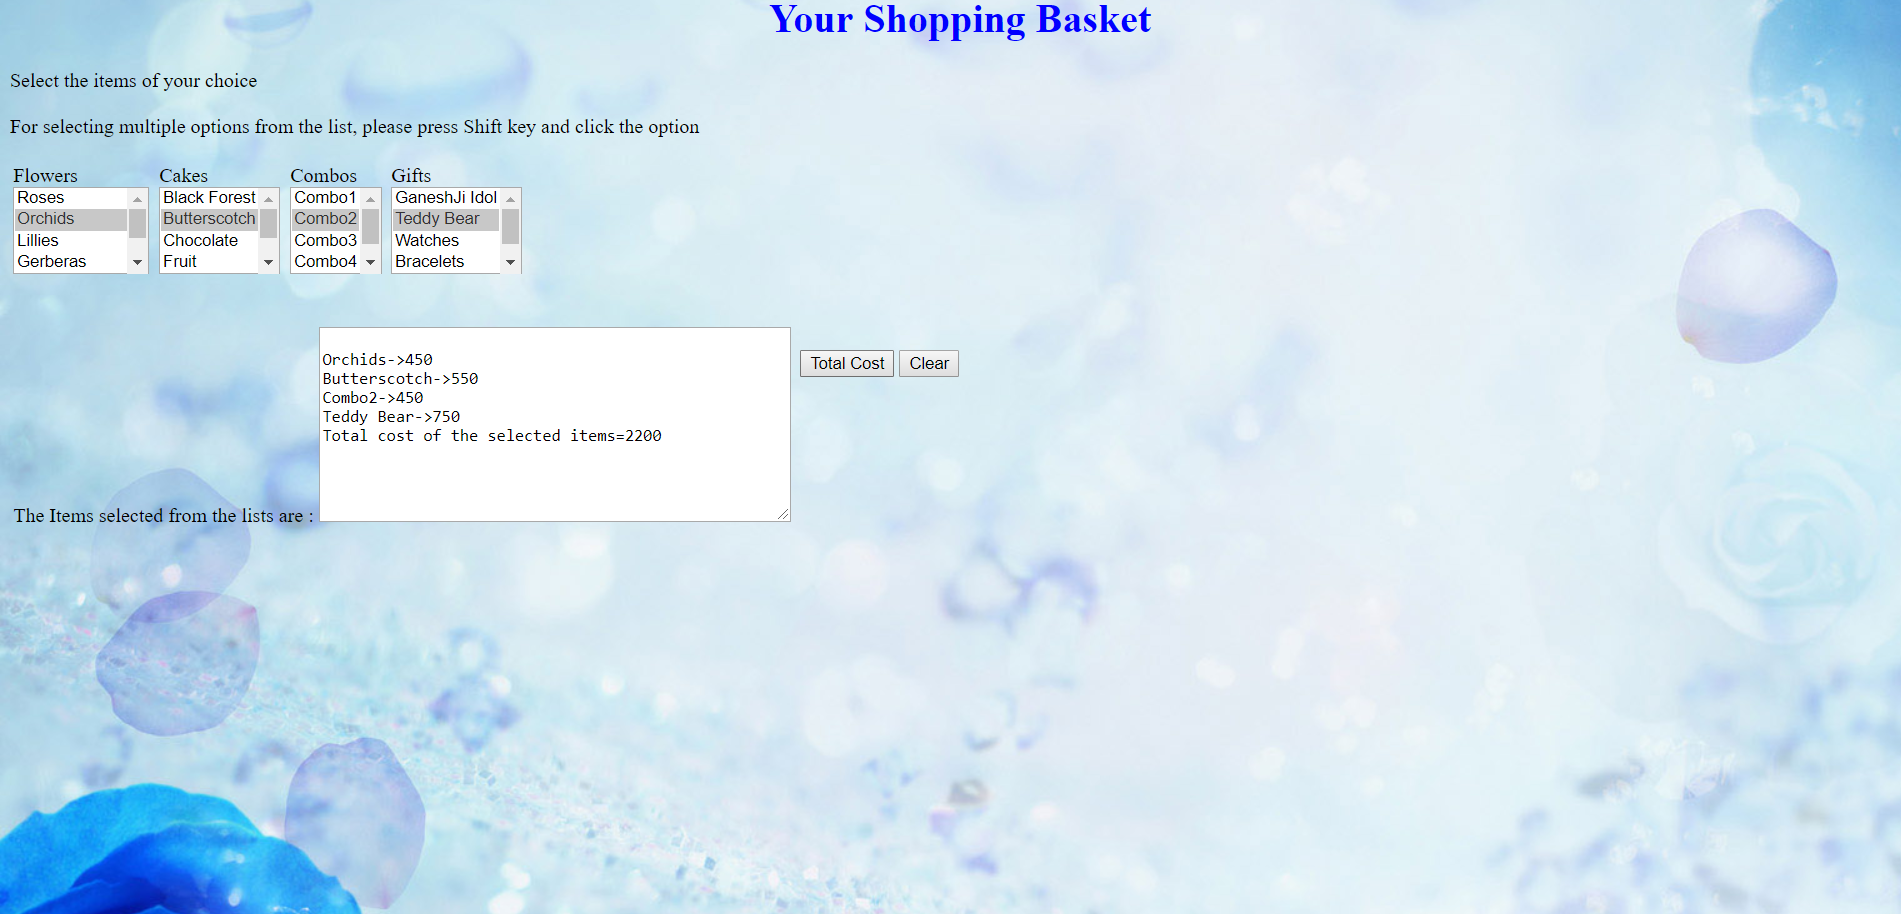 Your Shopping Basket
Select the items of your choice
For selecting multiple options from the list, please press Shift key and click the option
Flowers Cakes Combos Gifts
Roses Black Forest Combo1 GaneshJi Idol
Orchids Butterscotch Combo2 Teddy Bear
Lillies Chocolate Combo3 Watches
Gerberas Fruit Combo4 Bracelets
Orchids->450
Butterscotch->550
Combo2->450
Teddy Bear->750
Total cost of the selected items=2200
Total Cost Clear
The Items selected from the lists are :